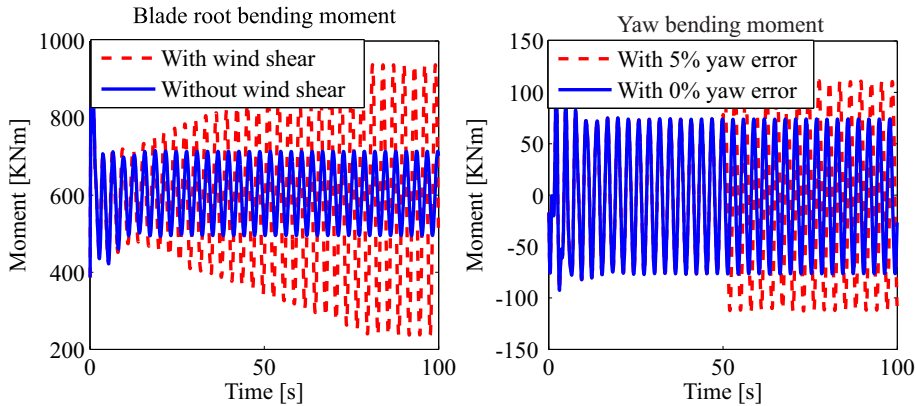 Blade root bending moment
1000
800
600
400
200
Moment [KNm]
With wind shear
Without wind shear
0
50
100
Time [s]
Yaw bending moment
150
100
50
0
-50
-100
-150
Moment [KNm]
With 5% yaw error
With 0% yaw error
0
50
100
Time [s]